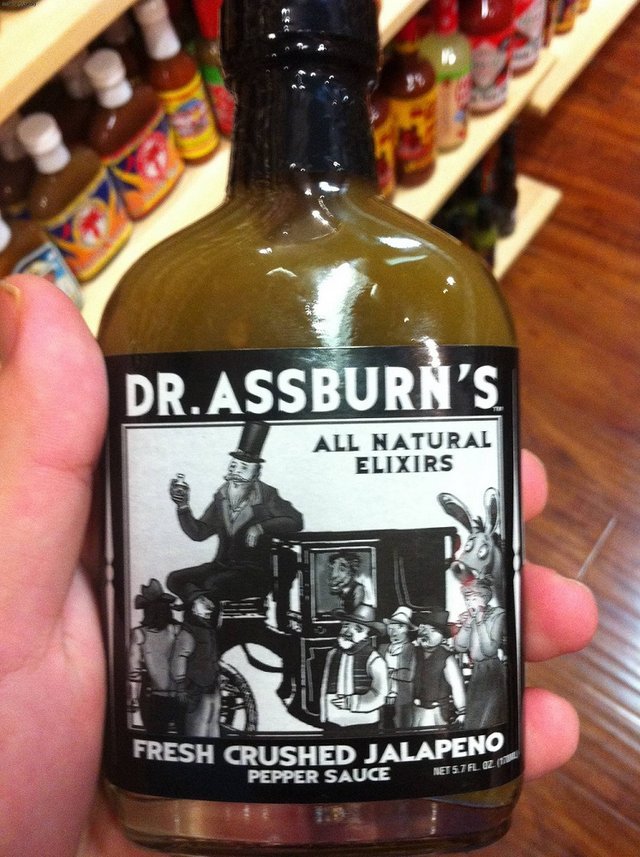 DR. ASSBURN'S
ALL NATURAL
ELIXIRS
FRESH CRUSHED JALAPENO
PEPPER SAUCE
NET 5.7 FL. OZ.